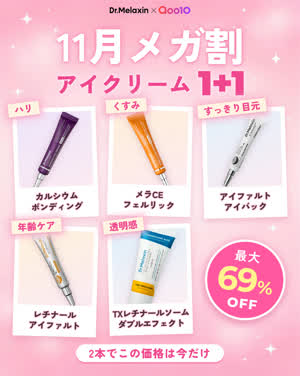 Dr.Melaxin × Qoo10
11月メガ割
アイクリーム 1+1
ハリ
くすみ
すっきり目元
カルシウム
ボンディング
メラCE
フェルリック
アイファルト
アイパック
年齢ケア
透明感
Dr.Melaxin
レチナール
アイファルト
TXレチナールソーム
ダブルエフェクト
最大
69%
OFF
2本でこの価格は今だけ